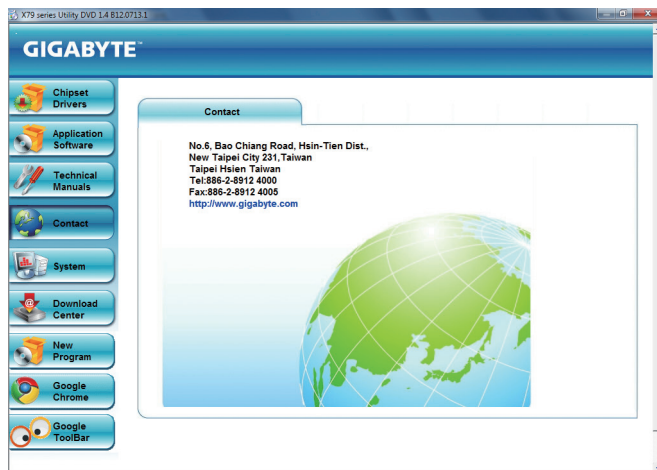 X79 series Utility DVD 1.4 B12.0713.1
GIGABYTE™
Chipset
Drivers
Application
Software
Technical
Manuals
Contact
System
Download
Center
New
Program
Google
Chrome
Google
ToolBar
Contact
No.6, Bao Chiang Road, Hsin-Tien Dist.,
New Taipei City 231,Taiwan
Taipei Hsien Taiwan
Tel:886-2-8912 4000
Fax:886-2-8912 4005
http://www.gigabyte.com